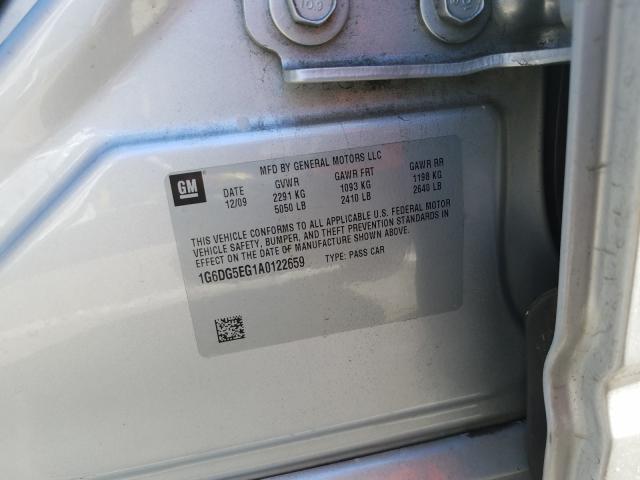 MFD BY GENERAL MOTORS LLC
GM
DATE GVWR GAWR FRT GAWR RR
12/09 2291 KG 1093 KG 1198 KG
5050 LB 2410 LB 2640 LB
THIS VEHICLE CONFORMS TO ALL APPLICABLE U.S. FEDERAL MOTOR
VEHICLE SAFETY, BUMPER, AND THEFT PREVENTION STANDARDS IN
EFFECT ON THE DATE OF MANUFACTURE SHOWN ABOVE.
1G6DG5EG1A0122659 TYPE: PASS CAR